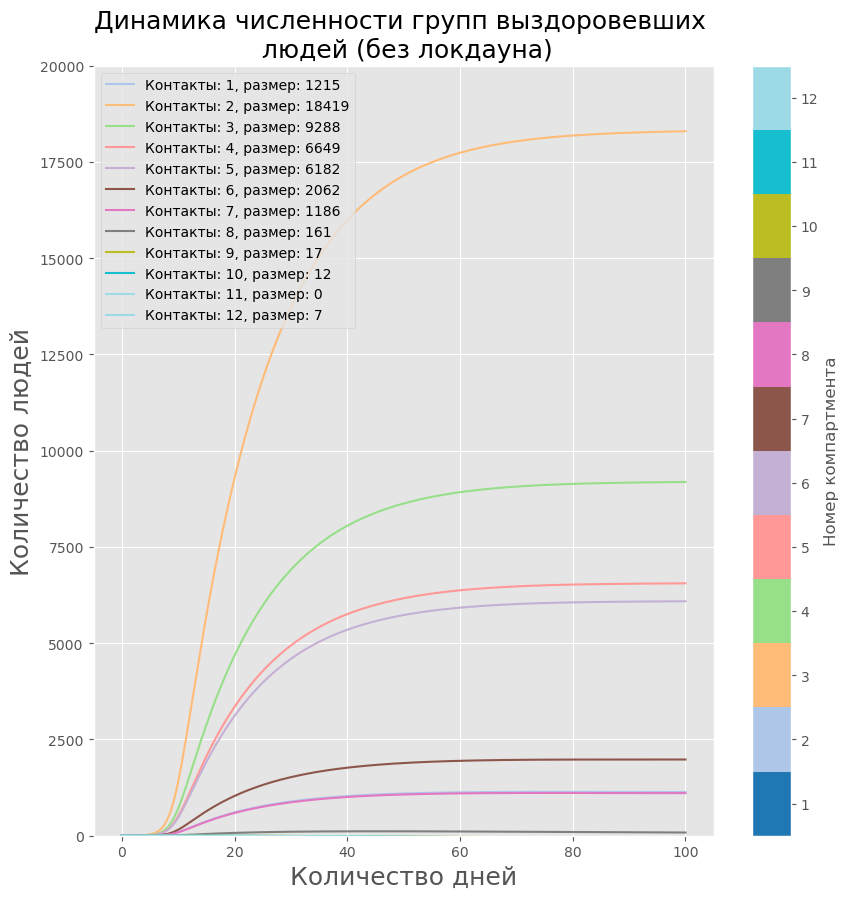 Динамика численности групп выздоровевших
людей (без локдауна)
Количество людей
20000
17500
15000
12500
10000
7500
5000
2500
0
Контакты: 1, размер: 1215
Контакты: 2, размер: 18419
Контакты: 3, размер: 9288
Контакты: 4, размер: 6649
Контакты: 5, размер: 6182
Контакты: 6, размер: 2062
Контакты: 7, размер: 1186
Контакты: 8, размер: 161
Контакты: 9, размер: 17
Контакты: 10, размер: 12
Контакты: 11, размер: 0
Контакты: 12, размер: 7
0 20 40 60 80 100
Количество дней
12
11
10
9
8
7
6
5
4
3
2
1
Номер компартмента